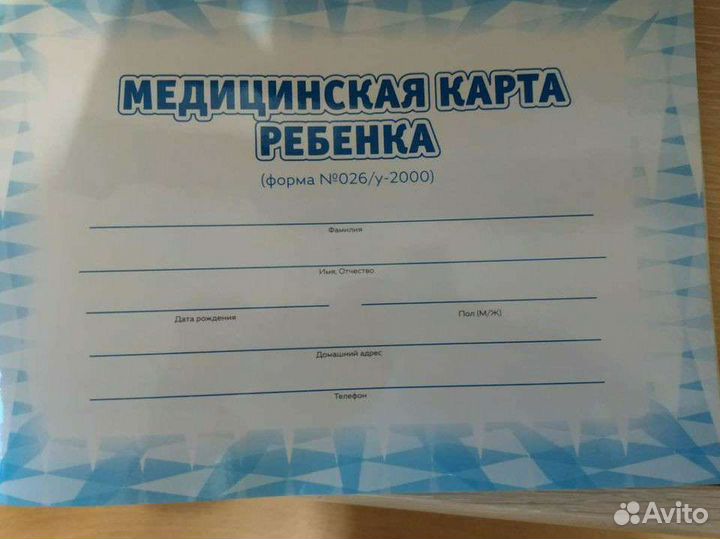 МЕДИЦИНСКАЯ КАРТА
РЕБЕНКА
(форма №026/у-2000)
Фамилия
Имя, Отчество
Дата рождения
Пол (М/Ж)
Домашний адрес
Телефон
Avito